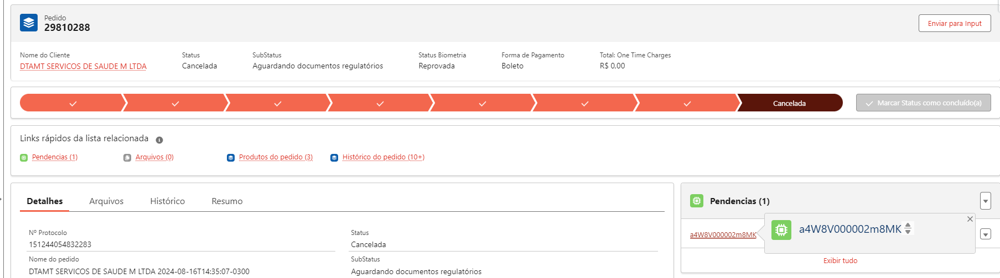 Pedido
29810288
Enviar para Input
Nome do Cliente
DTAMT SERVICOS DE SAUDE M LTDA
Status
Cancelada
SubStatus
Aguardando documentos regulatórios
Status Biometria
Reprovada
Forma de Pagamento
Boleto
Total: One Time Charges
R$ 0,00
Cancelada
Marcar Status como concluído(a)
Links rápidos da lista relacionada
Pendencias (1)
Arquivos (0)
Produtos do pedido (3)
Histórico do pedido (10+)
Detalhes
Arquivos
Histórico
Resumo
Nº Protocolo
151244054832283
Status
Cancelada
Nome do pedido
DTAMT SERVICOS DE SAUDE M LTDA 2024-08-16T14:35:07-0300
SubStatus
Aguardando documentos regulatórios
Pendencias (1)
a4W8V000002m8MK
a4W8V000002m8MK
Exibir tudo